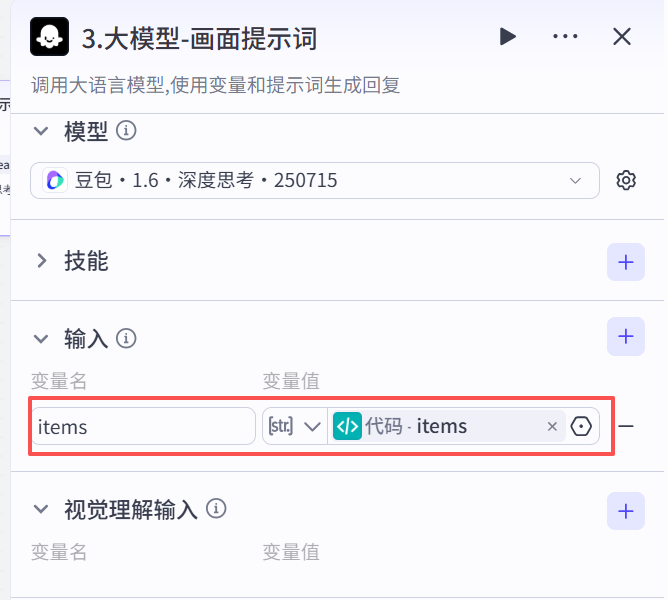 3.大模型-画面提示词
调用大语言模型,使用变量和提示词生成回复
模型
豆包・1.6・深度思考・250715
技能
输入
变量名 变量值
items [str.] 代码 - items
视觉理解输入
变量名 变量值